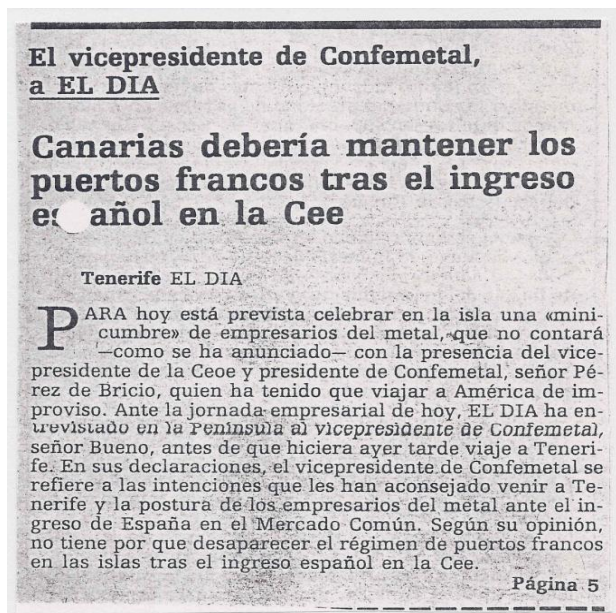 El vicepresidente de Confemetal,
a EL DIA
Canarias debería mantener los
puertos francos tras el ingreso
es añol en la Cee
Tenerife EL DIA
PARA hoy está prevista celebrar en la isla una «mini-
cumbre» de empresarios del metal, que no contará
—como se ha anunciado— con la presencia del vice-
presidente de la Ceoe y presidente de Confemetal, señor Pé-
rez de Bricio, quien ha tenido que viajar a América de im-
proviso. Ante la jornada empresarial de hoy, EL DIA ha en-
trevistado en la Península al vicepresidente de Confemetal,
señor Bueno, antes de que hiciera ayer tarde viaje a Teneri-
fe. En sus declaraciones, el vicepresidente de Confemetal se
refiere a las intenciones que les han aconsejado venir a Te-
nerife y la postura de los empresarios del metal ante el in-
greso de España en el Mercado Común. Según su opinión,
no tiene por que desaparecer el régimen de puertos francos
en las islas tras el ingreso español en la Cee.
Página 5